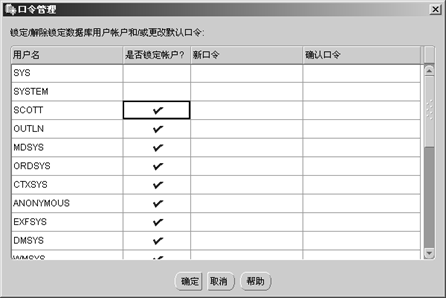 口令管理
锁定/解除锁定数据库用户帐户和/或更改默认口令:
用户名 是否锁定帐户? 新口令 确认口令
SYS
SYSTEM
SCOTT
OUTLN
MDSYS
ORDSYS
CTXSYS
ANONYMOUS
EXFSYS
DMSYS
WMSYS
确定 取消 帮助